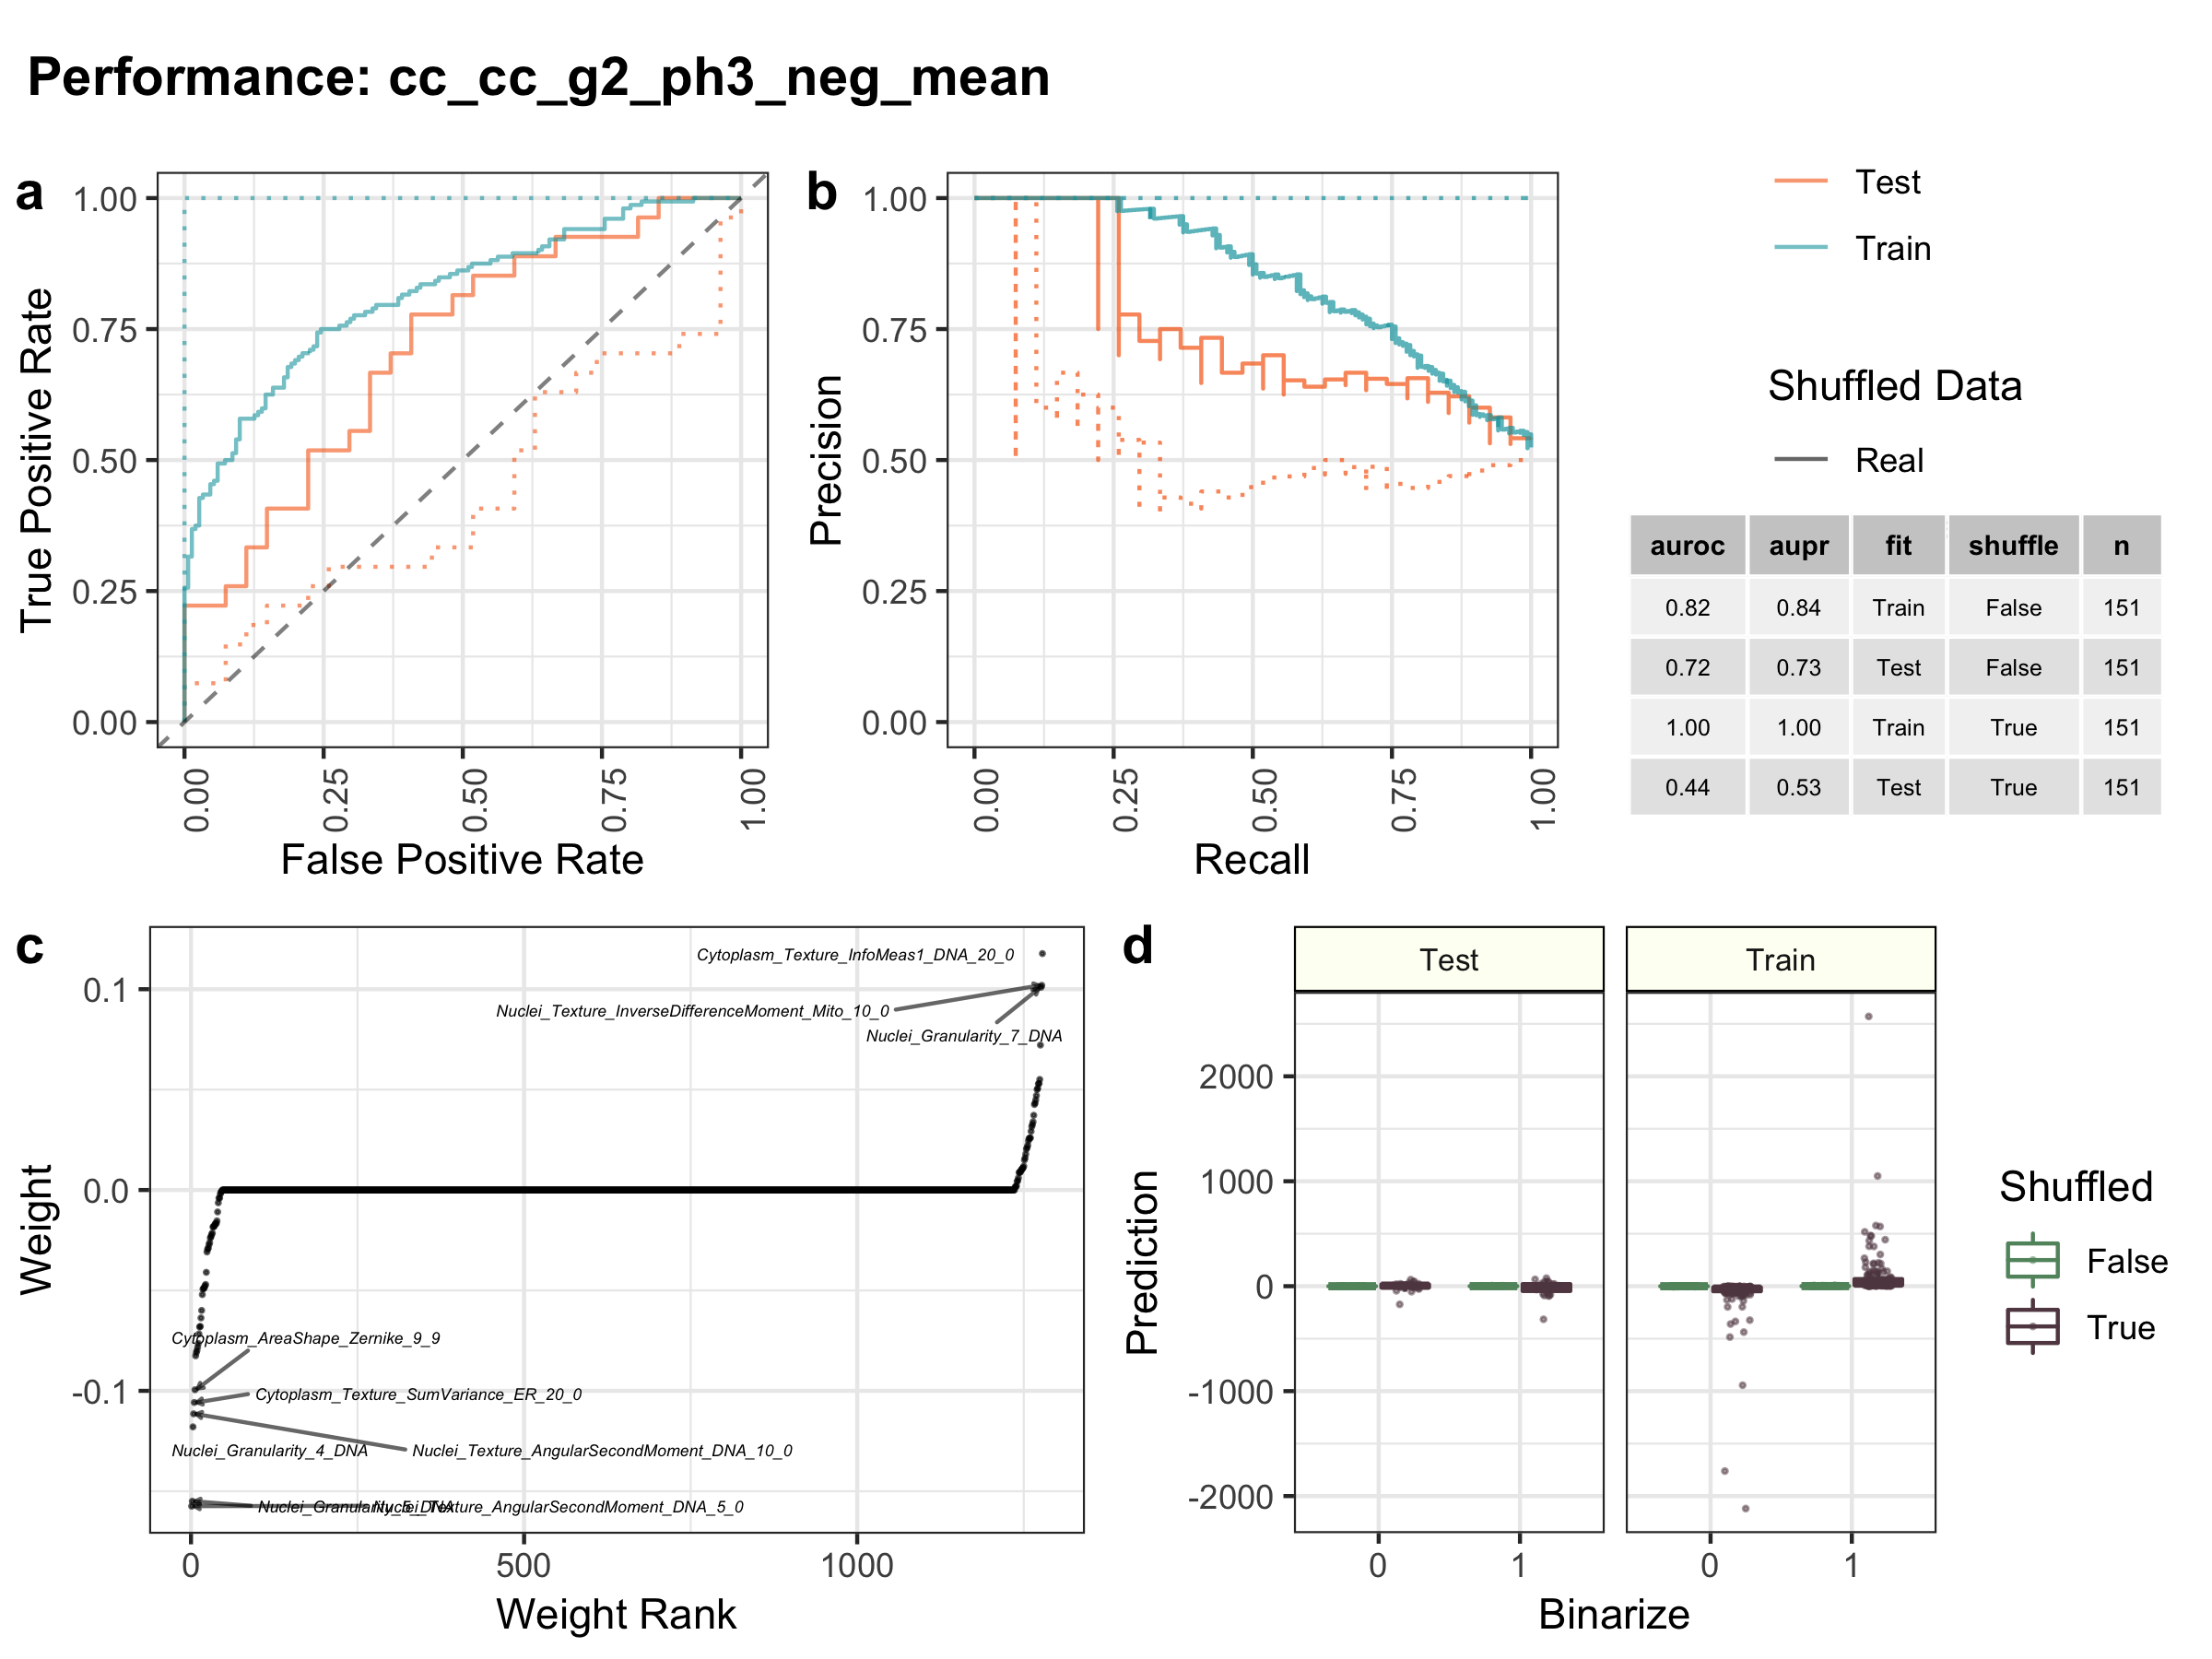 Performance: cc_cc_g2_ph3_neg_mean
a
True Positive Rate
1.00
0.75
0.50
0.25
0.00
0.00
0.25
0.50
0.75
1.00
False Positive Rate
b
Precision
1.00
0.75
0.50
0.25
0.00
0.00
0.25
0.50
0.75
1.00
Recall
Test
Train
Shuffled Data
Real
auroc aupr fit shuffle n
0.82 0.84 Train False 151
0.72 0.73 Test False 151
1.00 1.00 Train True 151
0.44 0.53 Test True 151
c
Weight
0.1
0.0
-0.1
Cytoplasm_Texture_InfoMeas1_DNA_20_0
Nuclei_Texture_InverseDifferenceMoment_Mito_10_0
Nuclei_Granularity_7_DNA
Cytoplasm_AreaShape_Zernike_9_9
Cytoplasm_Texture_SumVariance_ER_20_0
Nuclei_Granularity_4_DNA
Nuclei_Texture_AngularSecondMoment_DNA_10_0
Nuclei_Granularity_5_DNA
Nuclei_Texture_AngularSecondMoment_DNA_5_0
0
500
1000
Weight Rank
d
Test
Train
Prediction
2000
1000
0
-1000
-2000
0
1
0
1
Binarize
Shuffled
False
True